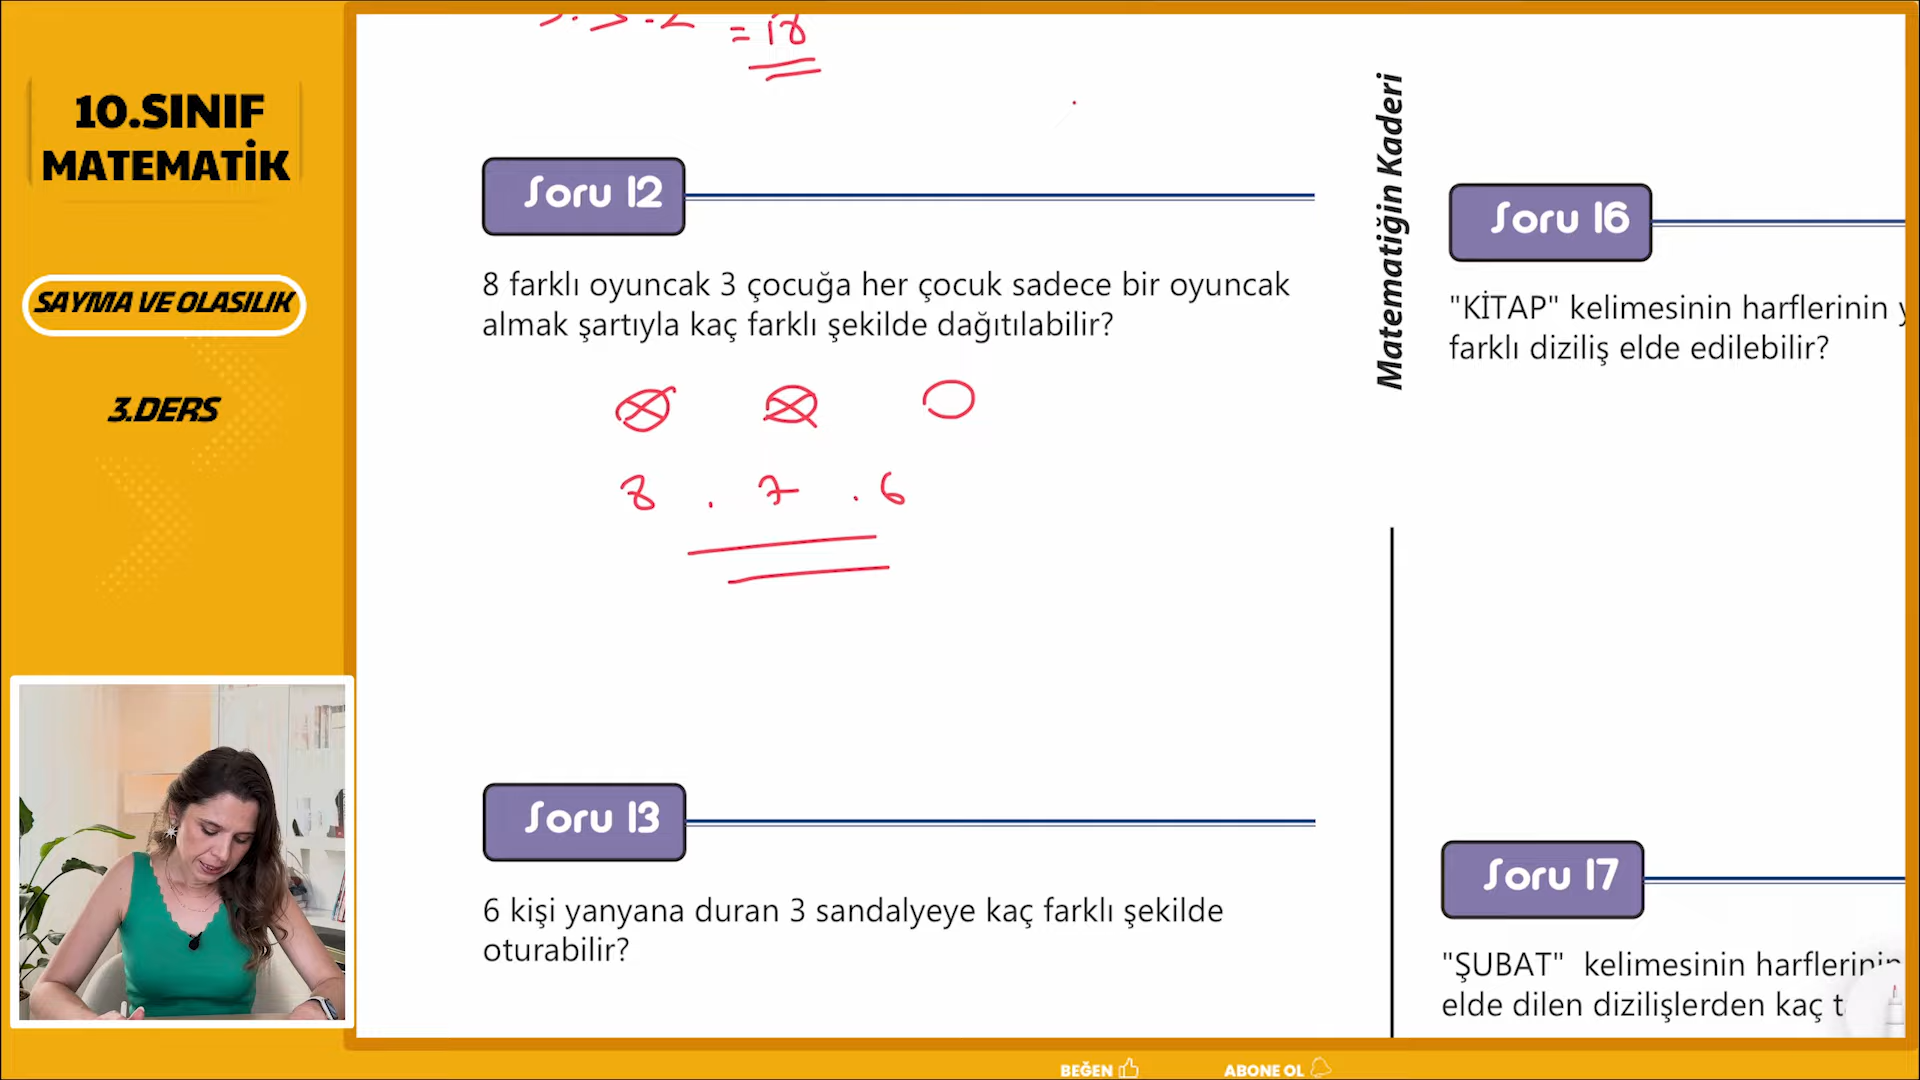 10.SINIF
MATEMATİK
SAYMA VE OLASILIK
3.DERS
= 18
Soru 12
8 farklı oyuncak 3 çocuğa her çocuk sadece bir oyuncak
almak şartıyla kaç farklı şekilde dağıtılabilir?
8 . 7 . 6
Soru 13
6 kişi yanyana duran 3 sandalyeye kaç farklı şekilde
oturabilir?
Matematiğin Kaderi
Soru 16
"KİTAP" kelimesinin harflerinin
farklı diziliş elde edilebilir?
Soru 17
"ŞUBAT" kelimesinin harflerinin
elde dilen dizilişlerden kaç
BEĞEN
ABONE OL